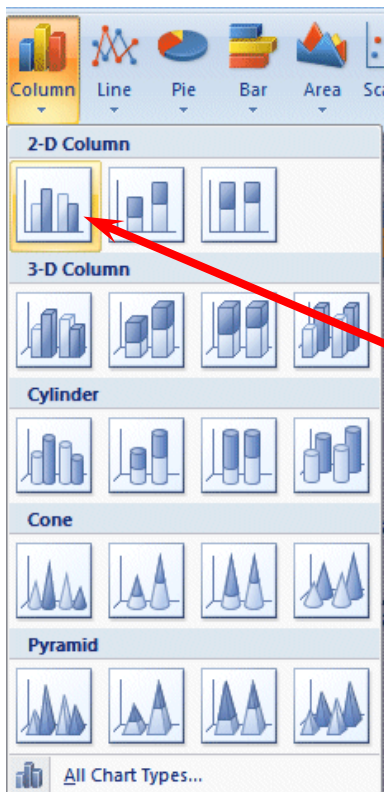 Column Line Pie Bar Area
2-D Column
3-D Column
Cylinder
Cone
Pyramid
All Chart Types...